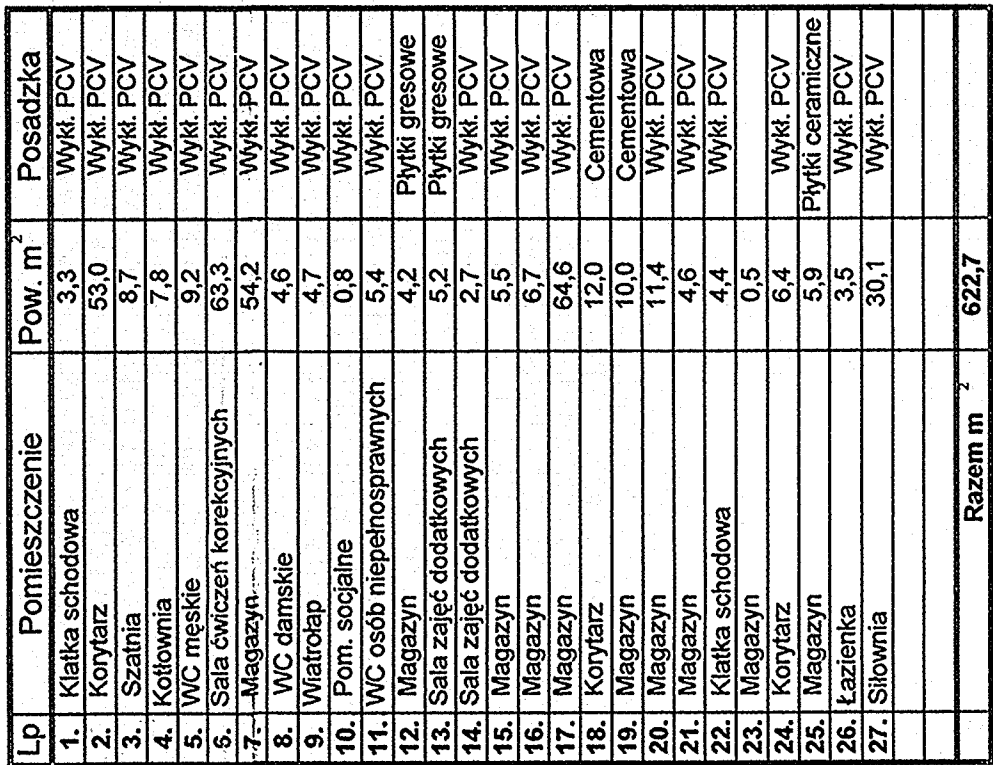 Lp Pomieszczenie Pow. m² Posadzka
1. Klatka schodowa 3,3 Wykł. PCV
2. Korytarz 53,0 Wykł. PCV
3. Szatnia 8,7 Wykł. PCV
4. Kotłownia 7,8 Wykł. PCV
5. WC męskie 9,2 Wykł. PCV
6. Sala ćwiczeń korekcyjnych 63,3 Wykł. PCV
7. Magazyn 54,2 Wykł. PCV
8. WC damskie 4,6 Wykł. PCV
9. Wiatrołap 4,7 Wykł. PCV
10. Pom. socjalne 0,8 Wykł. PCV
11. WC osób niepełnosprawnych 5,4 Wykł. PCV
12. Magazyn 4,2 Płytki gresowe
13. Sala zajęć dodatkowych 5,2 Płytki gresowe
14. Sala zajęć dodatkowych 2,7 Wykł. PCV
15. Magazyn 5,5 Wykł. PCV
16. Magazyn 6,7 Wykł. PCV
17. Magazyn 64,6 Wykł. PCV
18. Korytarz 12,0 Cementowa
19. Magazyn 10,0 Cementowa
20. Magazyn 11,4 Wykł. PCV
21. Magazyn 4,6 Wykł. PCV
22. Klatka schodowa 4,4 Wykł. PCV
23. Magazyn 0,5
24. Korytarz 6,4 Wykł. PCV
25. Magazyn 5,9 Płytki ceramiczne
26. Łazienka 3,5 Wykł. PCV
27. Siłownia 30,1 Wykł. PCV
Razem m² 622,7